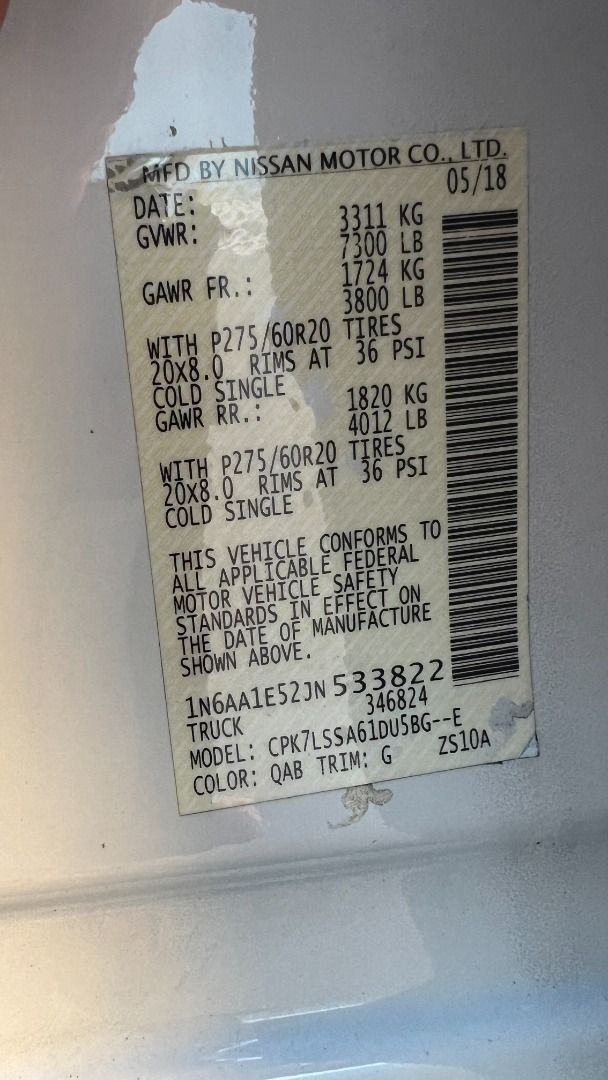 MFD BY NISSAN MOTOR CO., LTD.
DATE: 05/18
GVWR: 3311 KG
7300 LB
GAWR FR.: 1724 KG
3800 LB
WITH P275/60R20 TIRES
20X8.0 RIMS AT 36 PSI
COLD SINGLE
GAWR RR.: 1820 KG
4012 LB
WITH P275/60R20 TIRES
20X8.0 RIMS AT 36 PSI
COLD SINGLE
THIS VEHICLE CONFORMS TO
ALL APPLICABLE FEDERAL
MOTOR VEHICLE SAFETY
STANDARDS IN EFFECT ON
THE DATE OF MANUFACTURE
SHOWN ABOVE.
1N6AA1E52JN 533822
TRUCK 346824
MODEL: CPK7LSSA61DU5BG--E
COLOR: QAB TRIM: G ZS10A